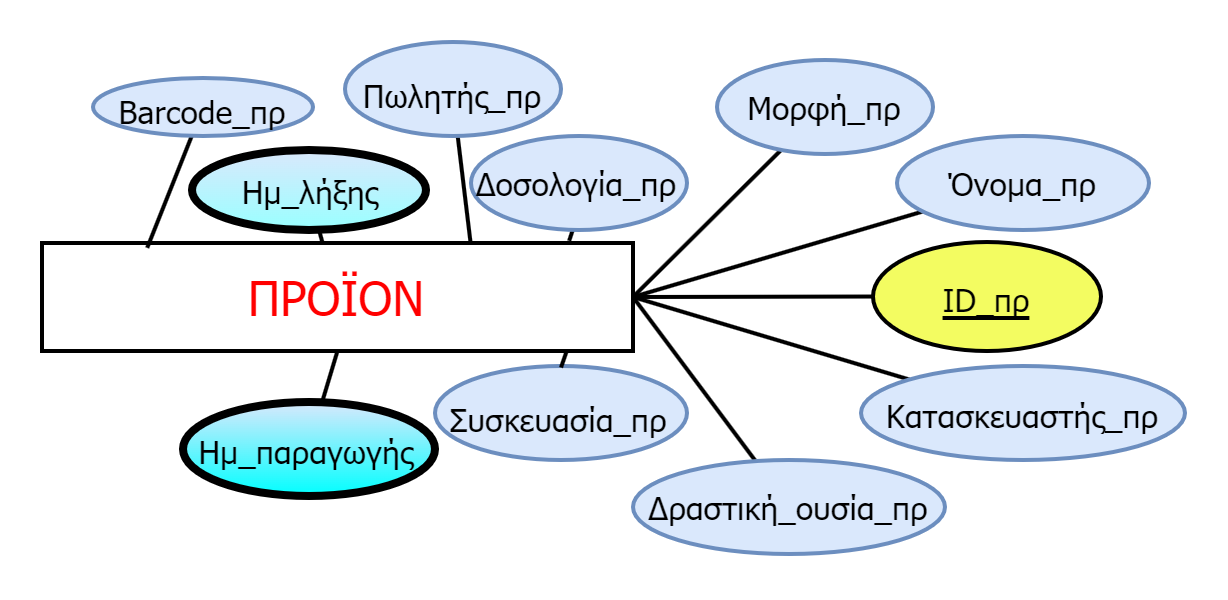 Πωλητής_πρ
Barcode_πρ
Μορφή_πρ
Ημ_λήξης
Δοσολογία_πρ
Όνομα_πρ
ΠΡΟΪΟΝ
ID_πρ
Συσκευασία_πρ
Κατασκευαστής_πρ
Ημ_παραγωγής
Δραστική_ουσία_πρ